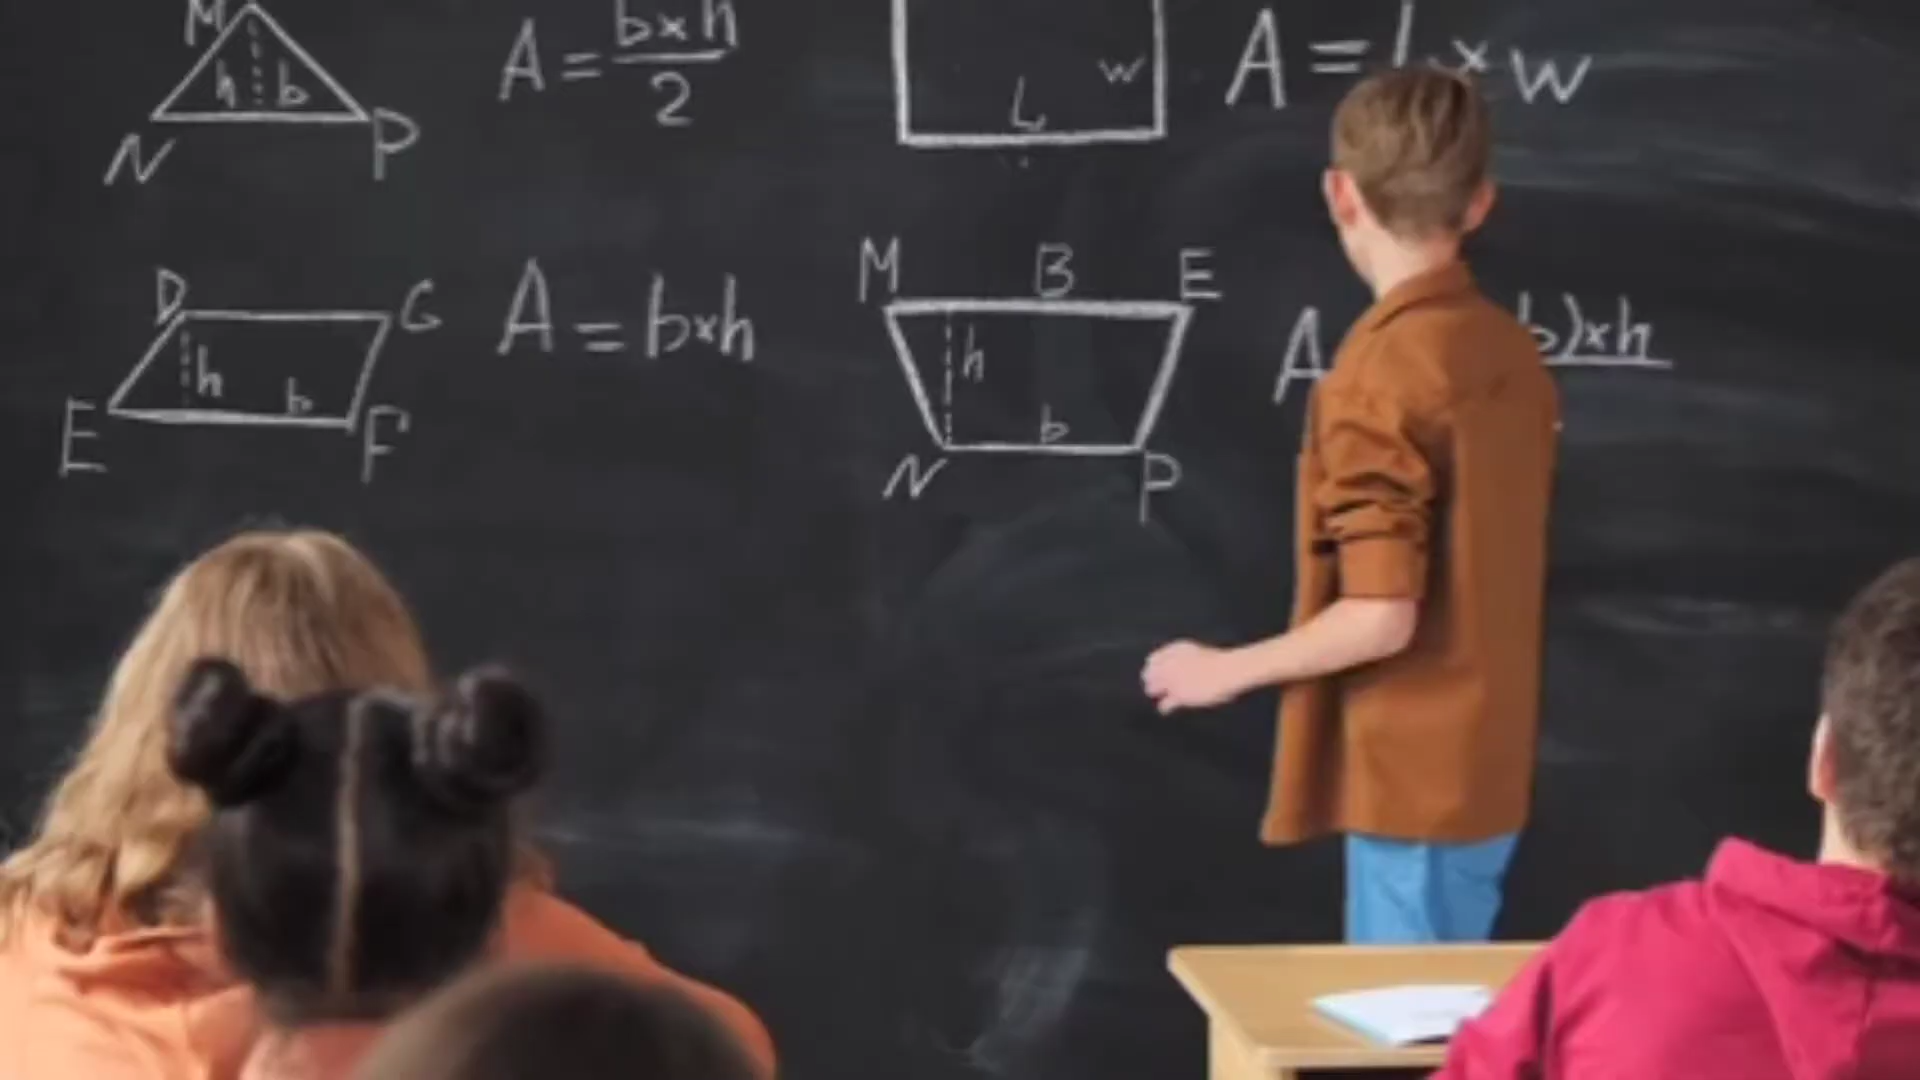 M
h b
N P
A = b×h
2
L w
A = L × w
D G
h b
E F
A = b×h
M B E
h
b
N P
A b)×h